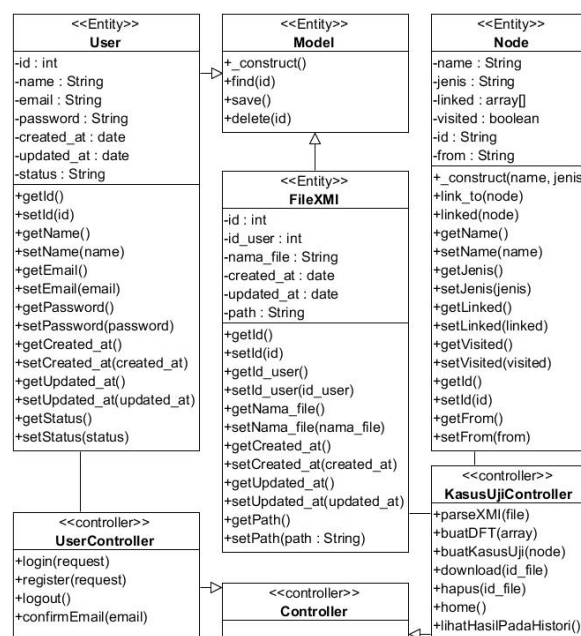 <<Entity>>
User
-id : int
-name : String
-email : String
-password : String
-created_at : date
-updated_at : date
-status : String
+getId()
+setId(id)
+getName()
+setName(name)
+getEmail()
+setEmail(email)
+getPassword()
+setPassword(password)
+getCreated_at()
+setCreated_at(created_at)
+getUpdated_at()
+setUpdated_at(updated_at)
+getStatus()
+setStatus(status)
<<Entity>>
Model
+_construct()
+find(id)
+save()
+delete(id)
<<Entity>>
FileXMI
-id : int
-id_user : int
-nama_file : String
-created_at : date
-updated_at : date
-path : String
+getId()
+setId(id)
+getId_user()
+setId_user(id_user)
+getNama_file()
+setNama_file(nama_file)
+getCreated_at()
+setCreated_at(created_at)
+getUpdated_at()
+setUpdated_at(updated_at)
+getPath()
+setPath(path : String)
<<Entity>>
Node
-name : String
-jenis : String
-linked : array[]
-visited : boolean
-id : String
-from : String
+_construct(name, jenis
+link_to(node)
+linked(node)
+getName()
+setName(name)
+getJenis()
+setJenis(jenis)
+getLinked()
+setLinked(linked)
+getVisited()
+setVisited(visited)
+getId()
+setId(id)
+getFrom()
+setFrom(from)
<<controller>>
UserController
+login(request)
+register(request)
+logout()
+confirmEmail(email)
<<controller>>
Controller
<<controller>>
KasusUjiController
+parseXMI(file)
+buatDFT(array)
+buatKasusUji(node)
+download(id_file)
+hapus(id_file)
+home()
+lihatHasilPadaHistori()